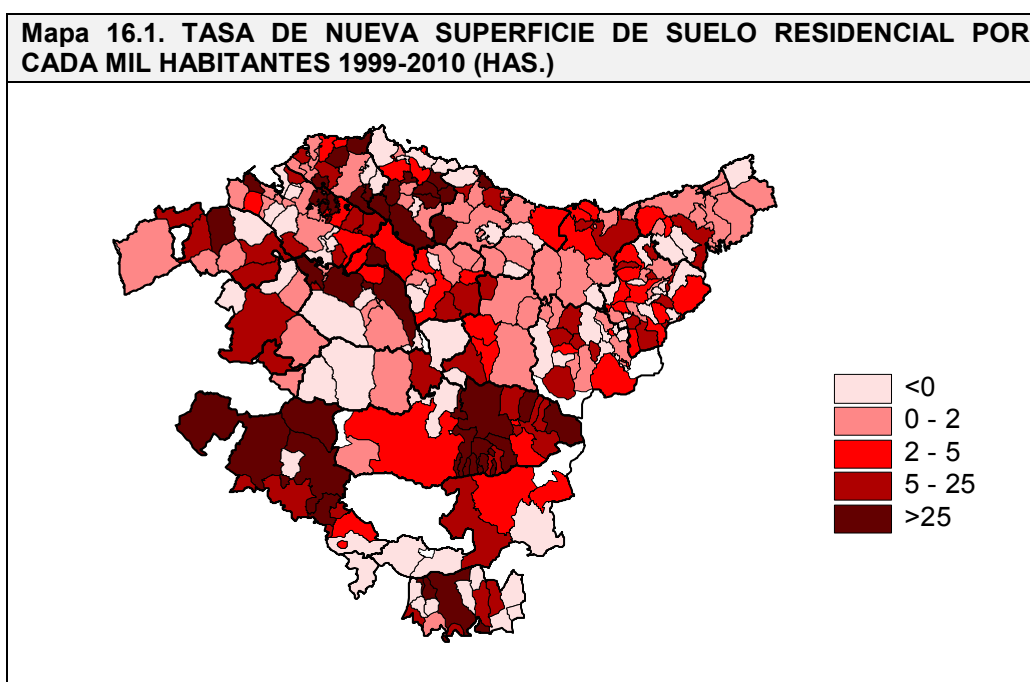 Mapa 16.1. TASA DE NUEVA SUPERFICIE DE SUELO RESIDENCIAL POR
CADA MIL HABITANTES 1999-2010 (HAS.)
<0
0 - 2
2 - 5
5 - 25
>25